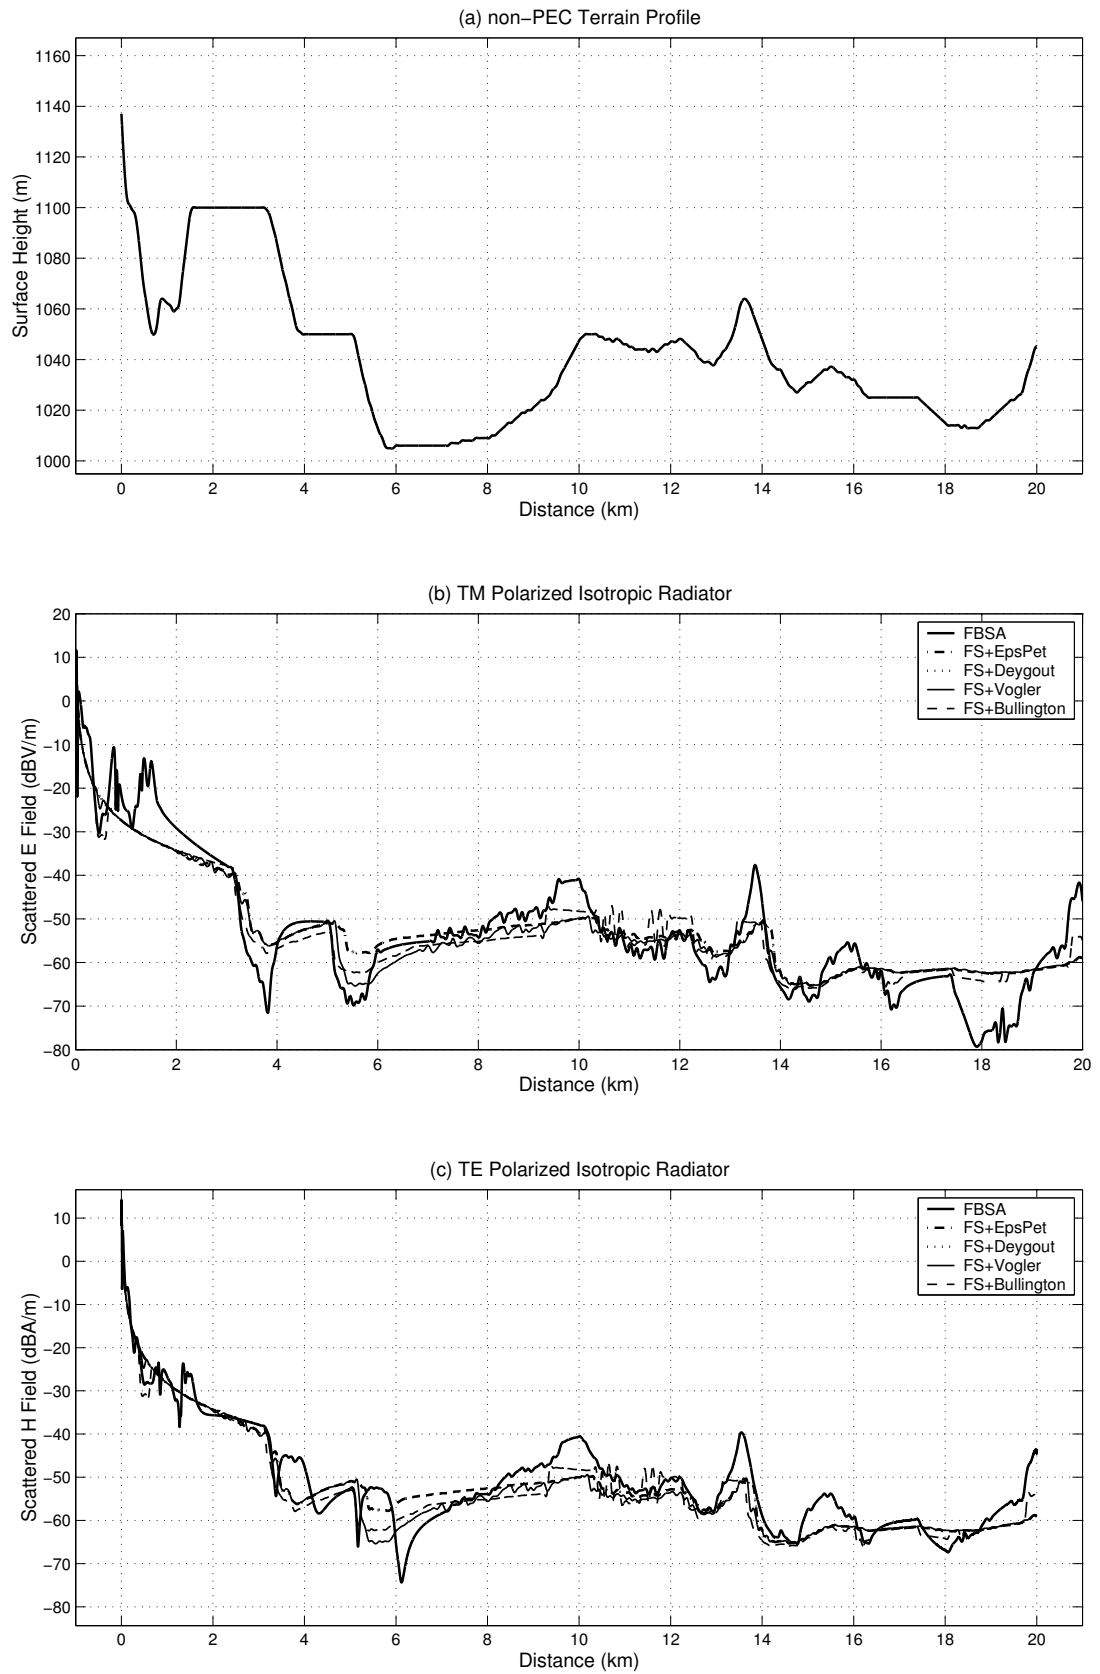 (a) non−PEC Terrain Profile
1160
1140
1120
1100
1080
1060
1040
1020
1000
Surface Height (m)
0 2 4 6 8 10 12 14 16 18 20
Distance (km)
(b) TM Polarized Isotropic Radiator
20
10
0
−10
−20
−30
−40
−50
−60
−70
−80
Scattered E Field (dBV/m)
FBSA
FS+EpsPet
FS+Deygout
FS+Vogler
FS+Bullington
0 2 4 6 8 10 12 14 16 18 20
Distance (km)
(c) TE Polarized Isotropic Radiator
10
0
−10
−20
−30
−40
−50
−60
−70
−80
Scattered H Field (dBA/m)
FBSA
FS+EpsPet
FS+Deygout
FS+Vogler
FS+Bullington
0 2 4 6 8 10 12 14 16 18 20
Distance (km)